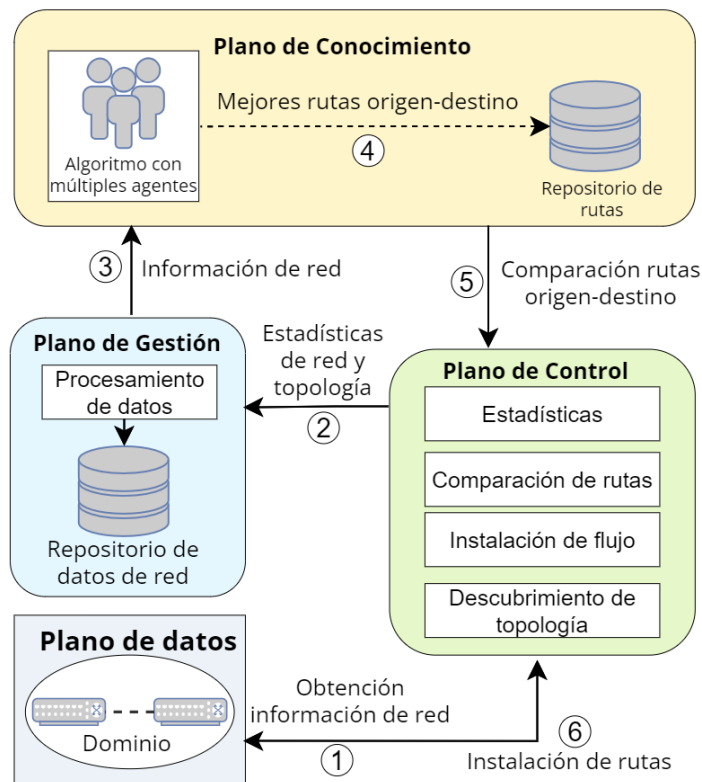 Plano de Conocimiento
Algoritmo con
múltiples agentes
Mejores rutas origen-destino
4
Repositorio de
rutas
3
Información de red
5
Comparación rutas
origen-destino
Plano de Gestión
Procesamiento
de datos
Repositorio de
datos de red
Estadísticas
de red y
topología
2
Plano de Control
Estadísticas
Comparación de rutas
Instalación de flujo
Descubrimiento de
topología
Plano de datos
Dominio
Obtención
información de red
1
6
Instalación de rutas